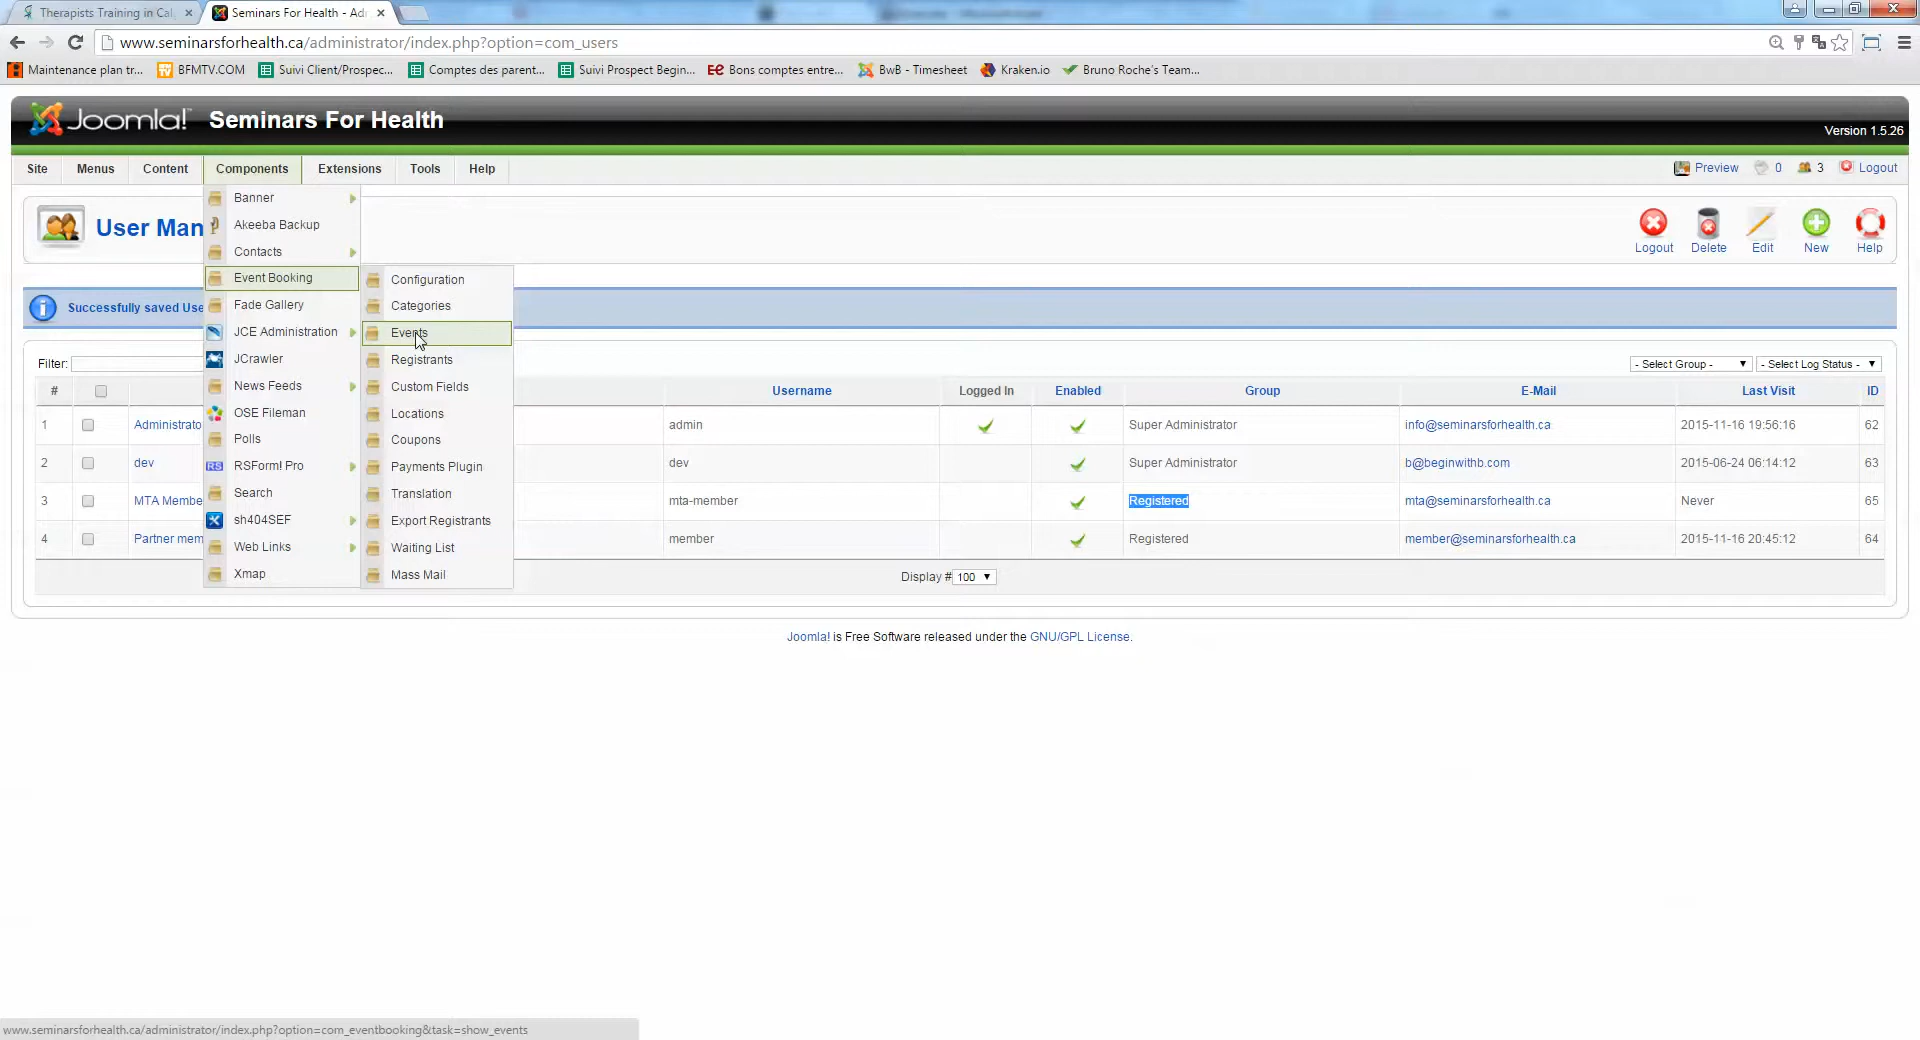 Therapists Training in Cal
Seminars For Health - Ad
www.seminarsforhealth.ca/administrator/index.php?option=com_users
Maintenance plan tr... BFMTV.COM Suivi Client/Prospec... Comptes des parent... Suivi Prospect Begin... Bons comptes entre... BwB - Timesheet Kraken.io Bruno Roche's Team...
Joomla! Seminars For Health
Version 1.5.26
Site Menus Content Components Extensions Tools Help Preview 0 3 Logout
Banner
Akeeba Backup
User Man
Contacts
Logout Delete Edit New Help
Event Booking Configuration
Fade Gallery Categories
Successfully saved Use
JCE Administration Events
JCrawler Registrants
Filter: - Select Group - - Select Log Status -
News Feeds Custom Fields
# Username Logged In Enabled Group E-Mail Last Visit ID
OSE Fileman Locations
1 Administrato admin Super Administrator info@seminarsforhealth.ca 2015-11-16 19:56:16 62
Polls Coupons
2 dev dev Super Administrator b@beginwithb.com 2015-06-24 06:14:12 63
RSForm! Pro Payments Plugin
Search Translation
3 MTA Membe mta-member Registered mta@seminarsforhealth.ca Never 65
sh404SEF Export Registrants
4 Partner mem member Registered member@seminarsforhealth.ca 2015-11-16 20:45:12 64
Web Links Waiting List
Xmap Mass Mail
Display # 100
Joomla! is Free Software released under the GNU/GPL License.
www.seminarsforhealth.ca/administrator/index.php?option=com_eventbooking&task=show_events